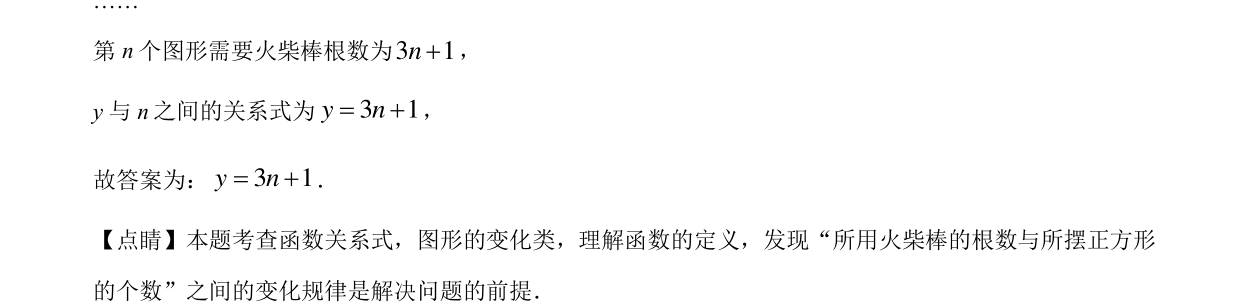 ……
第 n 个图形需要火柴棒根数为3n+1，
y 与 n 之间的关系式为 y=3n+1，
故答案为： y=3n+1．
【点睛】本题考查函数关系式，图形的变化类，理解函数的定义，发现“所用火柴棒的根数与所摆正方形
的个数”之间的变化规律是解决问题的前提．